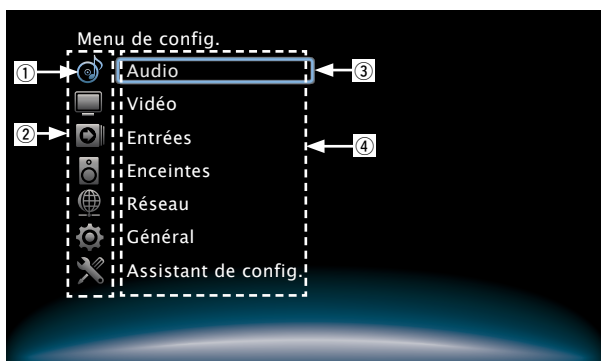 Menu de config.
① Audio ③
Vidéo
② Entrées ④
Enceintes
Réseau
Général
Assistant de config.